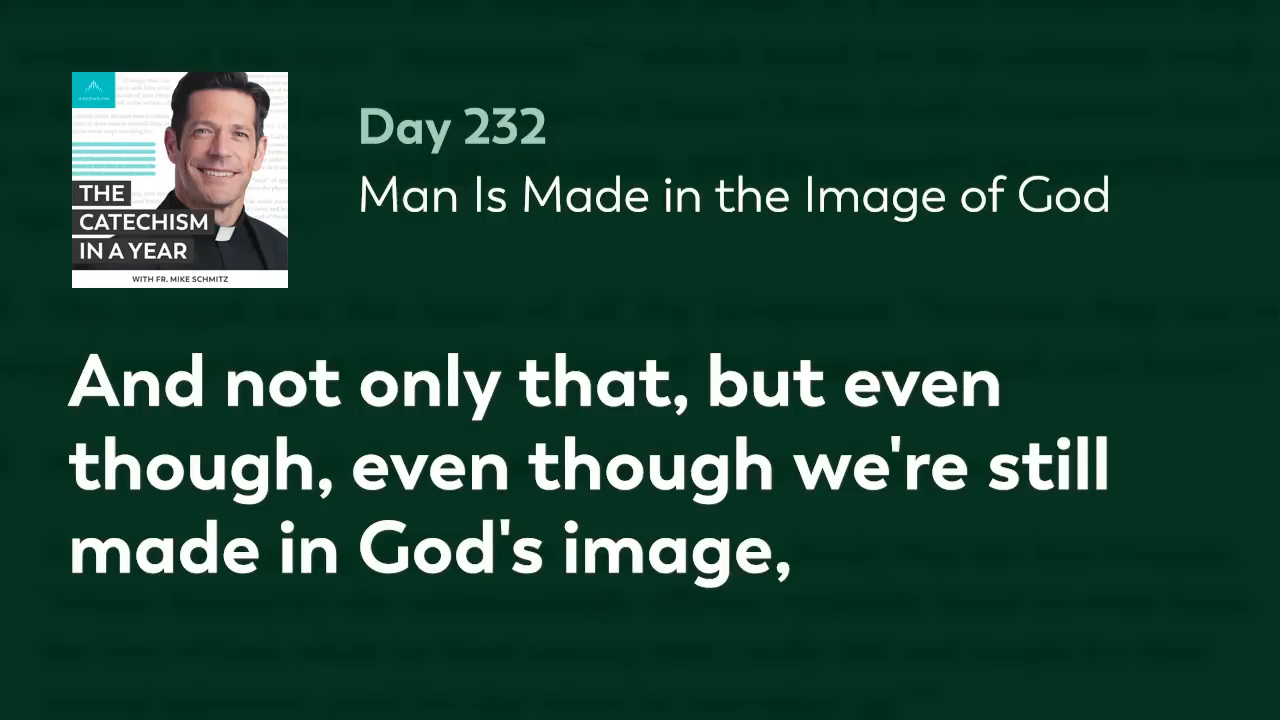 ASCENSION
THE
CATECHISM
IN A YEAR
WITH FR. MIKE SCHMITZ
Day 232
Man Is Made in the Image of God
And not only that, but even
though, even though we're still
made in God's image,